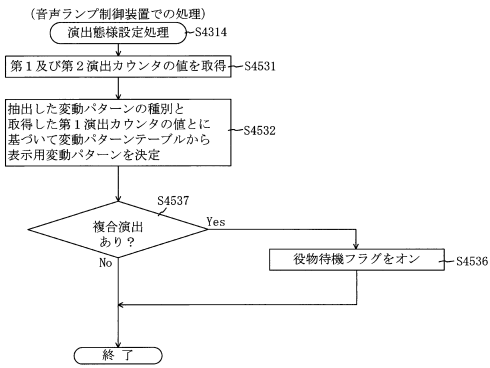 （音声ランプ制御装置での処理）
演出態様設定処理
S4314
第１及び第２演出カウンタの値を取得
S4531
抽出した変動パターンの種別と
取得した第１演出カウンタの値とに
基づいて変動パターンテーブルから
表示用変動パターンを決定
S4532
S4537
複合演出
あり？
Yes
No
役物待機フラグをオン
S4536
終 了